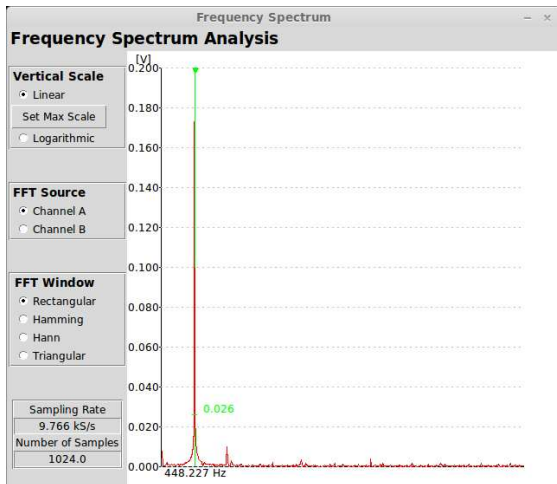 Frequency Spectrum
Frequency Spectrum Analysis
Vertical Scale
Linear
Set Max Scale
Logarithmic
FFT Source
Channel A
Channel B
FFT Window
Rectangular
Hamming
Hann
Triangular
Sampling Rate
9.766 kS/s
Number of Samples
1024.0
[V]
0.200
0.180
0.160
0.140
0.120
0.100
0.080
0.060
0.040
0.026
0.020
0.000
448.227 Hz